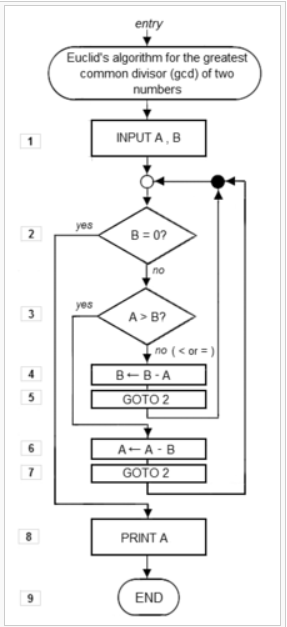 entry
Euclid's algorithm for the greatest
common divisor (gcd) of two
numbers
1
INPUT A , B
2
yes
B = 0?
no
3
yes
A > B?
no ( < or = )
4
B ← B - A
5
GOTO 2
6
A ← A - B
7
GOTO 2
8
PRINT A
9
END